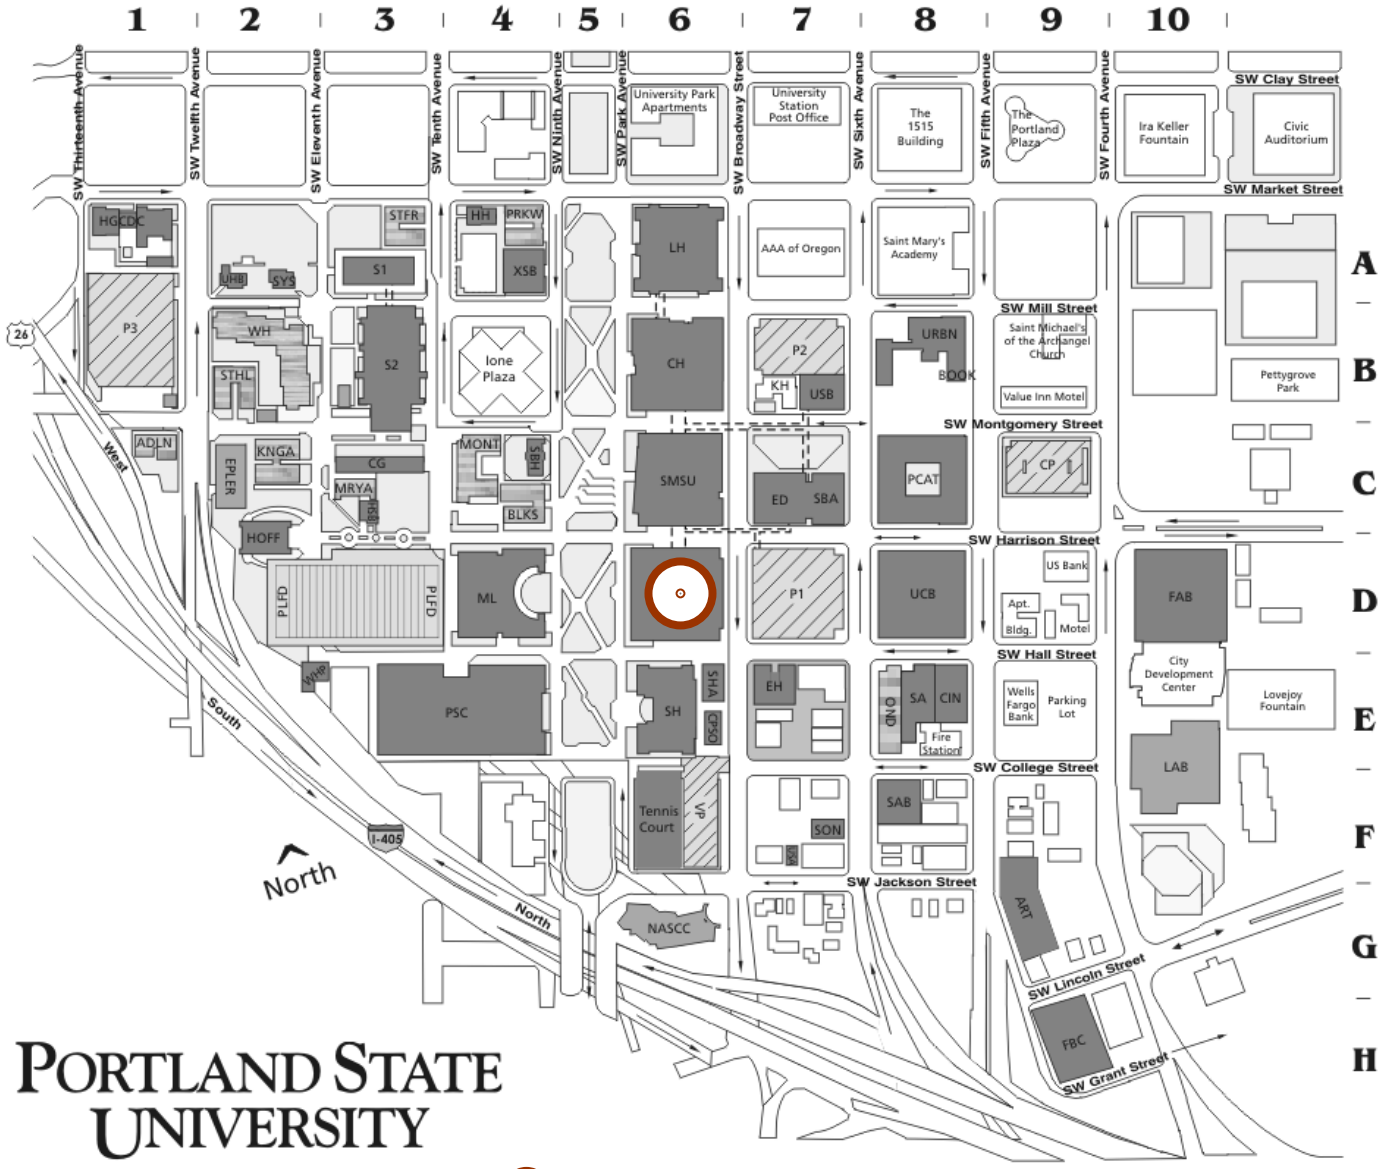 1 2 3 4 5 6 7 8 9 10
SW Thirteenth Avenue
SW Twelfth Avenue
SW Eleventh Avenue
SW Tenth Avenue
SW Ninth Avenue
SW Park Avenue
SW Broadway Street
SW Sixth Avenue
SW Fifth Avenue
SW Fourth Avenue
SW Clay Street
University Park
Apartments
University
Station
Post Office
The
1515
Building
The
Portland
Plaza
Ira Keller
Fountain
Civic
Auditorium
SW Market Street
HGCDC
STFR
HH
PRKW
LH
AAA of Oregon
Saint Mary's
Academy
A
UHB
SYS
S1
XSB
SW Mill Street
P3
26
WH
S2
Ione
Plaza
CH
P2
URBN
Saint Michael's
of the Archangel
Church
B
STHL
KH
USB
BOOK
Value Inn Motel
Pettygrove
Park
SW Montgomery Street
West
ADLN
EPLER
KNGA
CG
MONT
SBH
SMSU
PCAT
CP
C
MRYA
HSB
BLKS
ED
SBA
HOFF
SW Harrison Street
US Bank
PLFD
PLFD
ML
P1
UCB
Apt.
Bldg.
Motel
FAB
D
SW Hall Street
WHP
South
PSC
SH
SHA
CPSO
EH
OND
SA
CIN
Fire
Station
Wells
Fargo
Bank
Parking
Lot
City
Development
Center
Lovejoy
Fountain
E
SW College Street
LAB
Tennis
Court
VP
SAB
SON
USA
F
I-405
North
SW Jackson Street
North
NASCC
ART
G
SW Lincoln Street
FBC
SW Grant Street
H
PORTLAND STATE
UNIVERSITY